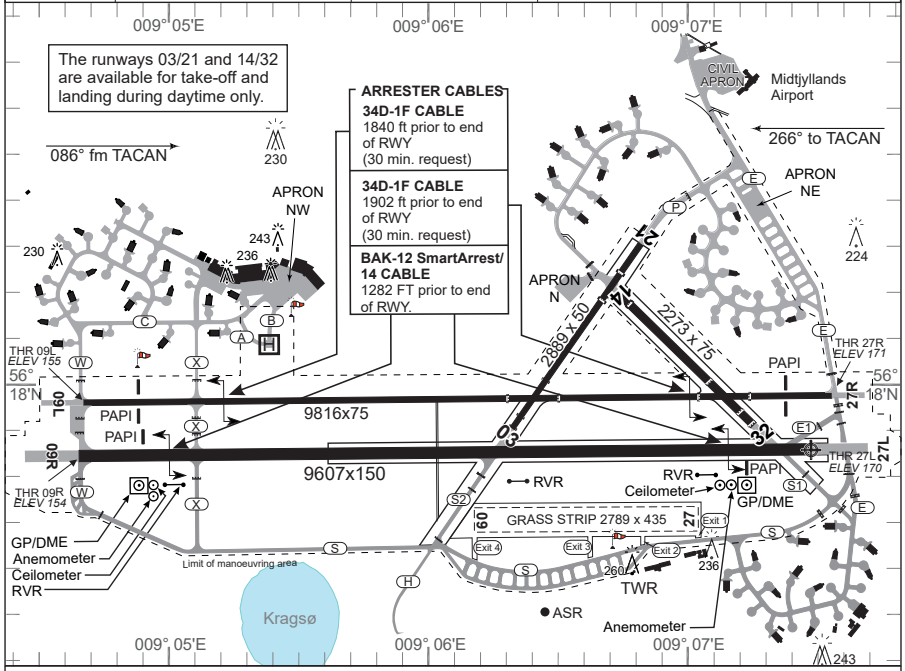 009° 05'E
009° 06'E
009° 07'E
The runways 03/21 and 14/32
are available for take-off and
landing during daytime only.
086° fm TACAN
230
ARRESTER CABLES
34D-1F CABLE
1840 ft prior to end
of RWY
(30 min. request)
34D-1F CABLE
1902 ft prior to end
of RWY
(30 min. request)
BAK-12 SmartArrest/
14 CABLE
1282 FT prior to end
of RWY.
CIVIL
APRON
Midtjyllands
Airport
266° to TACAN
E
APRON
NE
P
224
APRON
NW
243
236
230
21
APRON
N
14
C
A
B
H
2889 x 50
2273 x 75
E
W
X
THR 09L
ELEV 155
THR 27R
ELEV 171
PAPI
56°
18'N
56°
18'N
09L
27R
PAPI
9816x75
PAPI
X
03
32
E1
09R
27L
9607x150
THR 27L
ELEV 170
THR 09R
ELEV 154
W
X
S2
RVR
RVR
PAPI
Ceilometer
GP/DME
S1
E
GP/DME
Anemometer
Ceilometer
RVR
09
GRASS STRIP 2789 x 435
27
Exit 1
S
S
Exit 4
Exit 3
Exit 2
Limit of manoeuvring area
S
260
236
TWR
H
Kragsø
ASR
Anemometer
243
009° 05'E
009° 06'E
009° 07'E